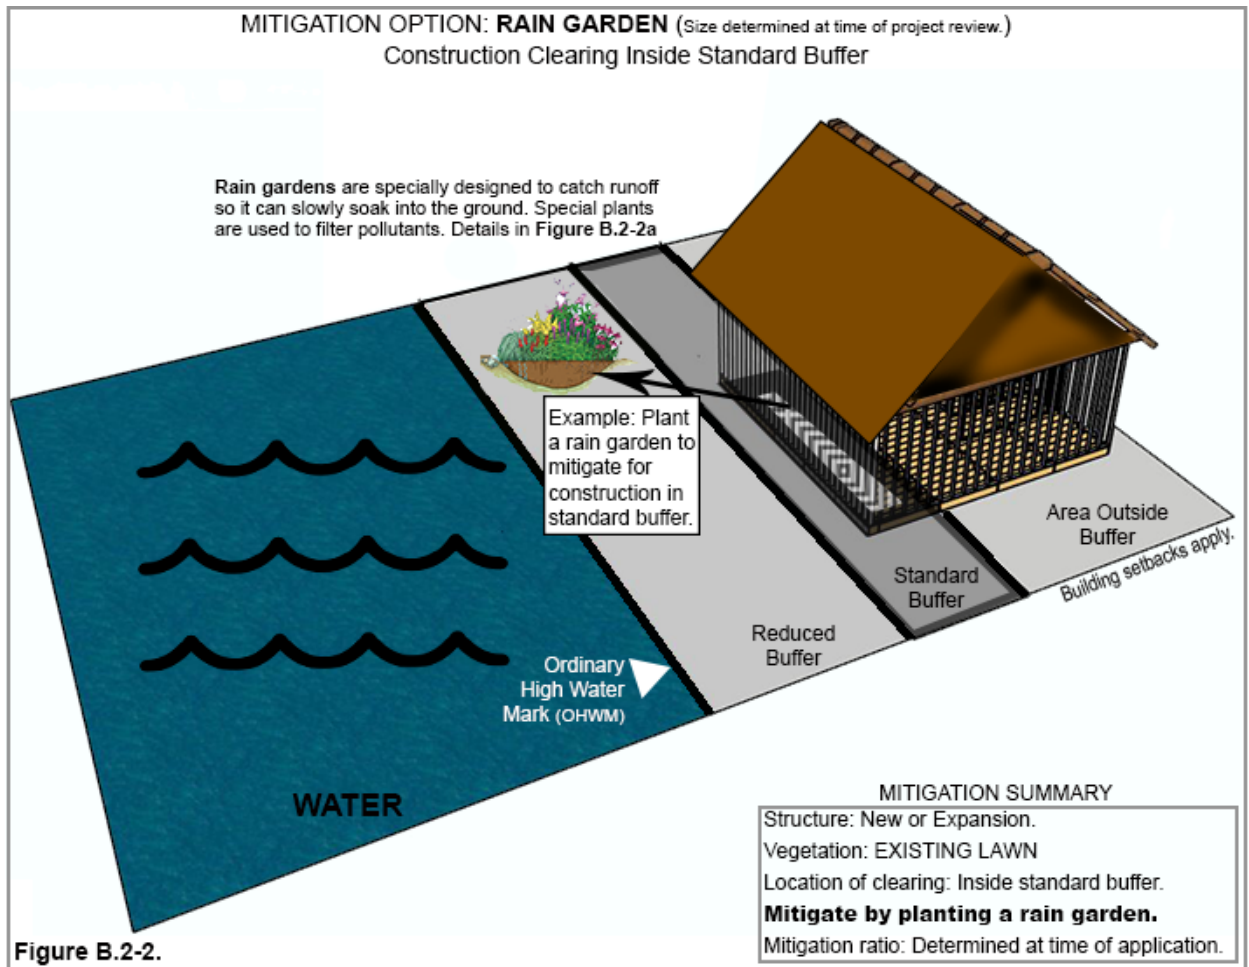 MITIGATION OPTION: RAIN GARDEN (Size determined at time of project review.)
Construction Clearing Inside Standard Buffer
Rain gardens are specially designed to catch runoff
so it can slowly soak into the ground. Special plants
are used to filter pollutants. Details in Figure B.2-2a
Example: Plant
a rain garden to
mitigate for
construction in
standard buffer.
Area Outside
Buffer
Building setbacks apply.
Standard
Buffer
Reduced
Buffer
Ordinary
High Water
Mark (OHWM)
WATER
MITIGATION SUMMARY
Structure: New or Expansion.
Vegetation: EXISTING LAWN
Location of clearing: Inside standard buffer.
Mitigate by planting a rain garden.
Mitigation ratio: Determined at time of application.
Figure B.2-2.